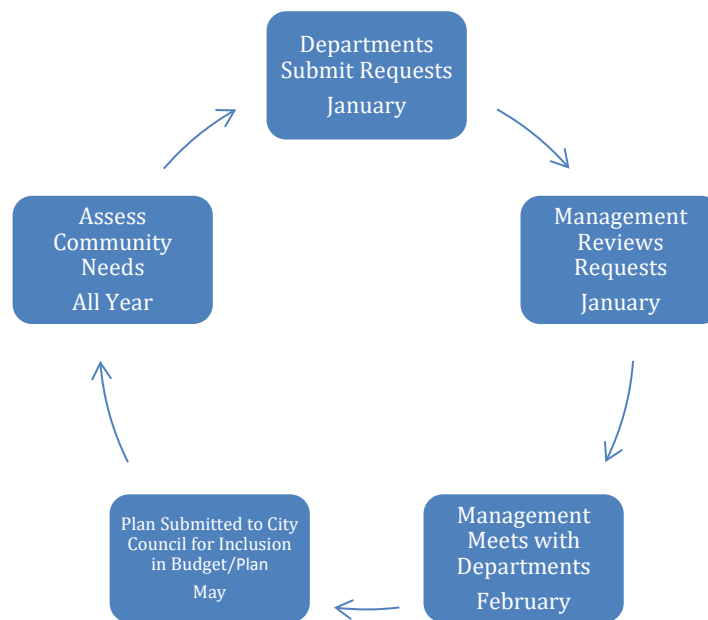 Departments
Submit Requests
January
Management
Reviews
Requests
January
Management
Meets with
Departments
February
Plan Submitted to City
Council for Inclusion
in Budget/Plan
May
Assess
Community
Needs
All Year